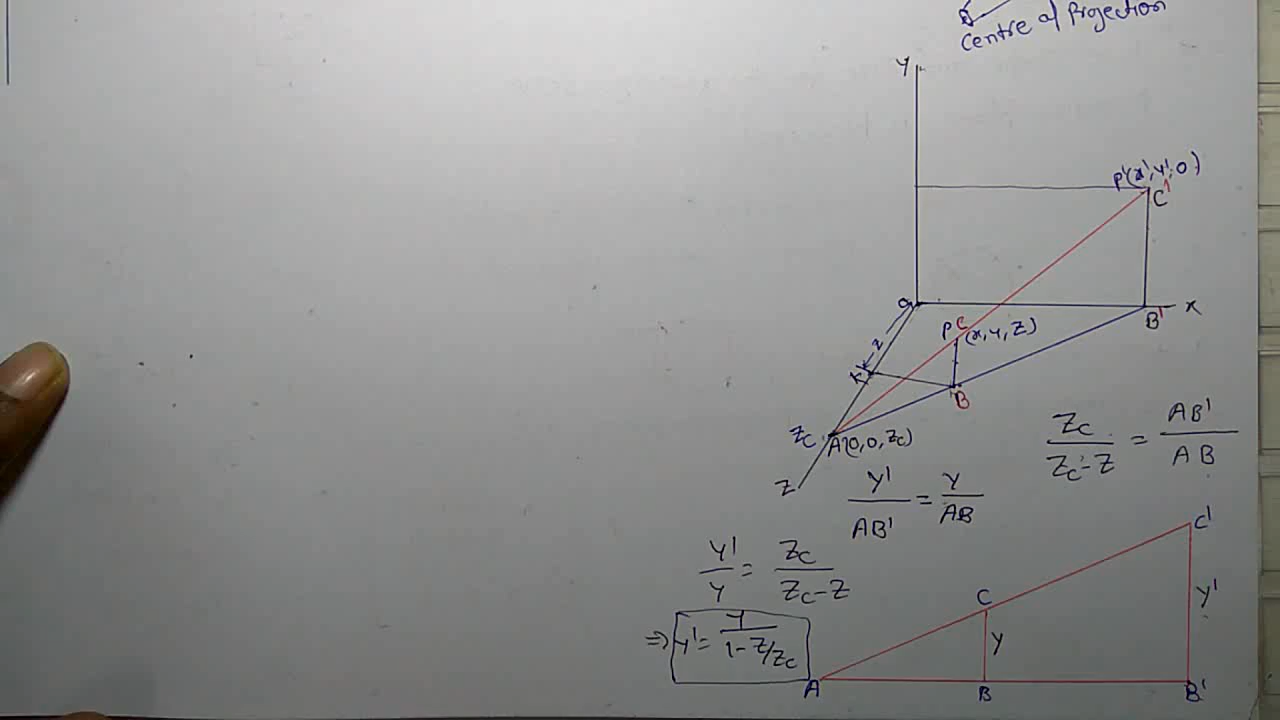 Centre of Projection
Y
P'(x', y', 0)
C'
O
X
B'
P C (x, y, z)
z
K
B
Zc
A(0, 0, Zc)
Z
Zc / Zc - Z = AB' / AB
Y' / AB' = Y / AB
Y' / Y = Zc / Zc - Z
⇒ Y' = Y / 1 - Z/Zc
C'
C
Y'
Y
A
B
B'